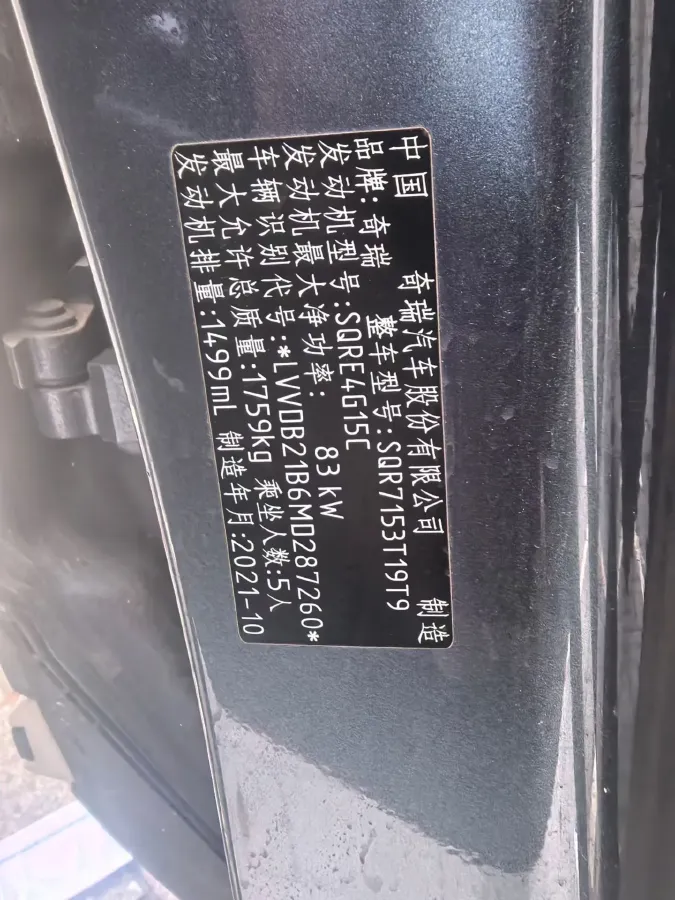 中国 奇瑞汽车股份有限公司 制造
品牌:奇瑞 整车型号:SQR7153T19T9
发动机型号:SQRE4G15C
发动机最大净功率: 83kW
车辆识别代号:*LVVDB21B6MD287260*
最大允许总质量:1759kg 乘坐人数:5人
发动机排量:1499mL 制造年月:2021-10